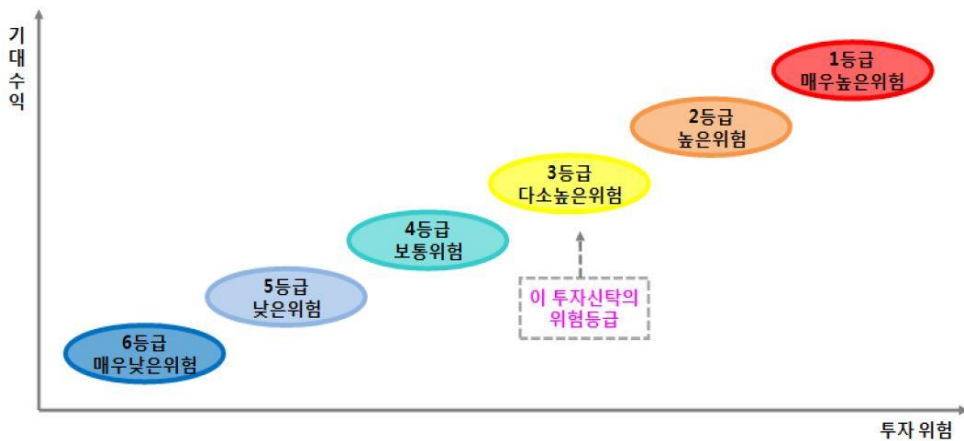 기대수익
1등급
매우높은위험
2등급
높은위험
3등급
다소높은위험
4등급
보통위험
5등급
낮은위험
이 투자신탁의
위험등급
6등급
매우낮은위험
투자 위험